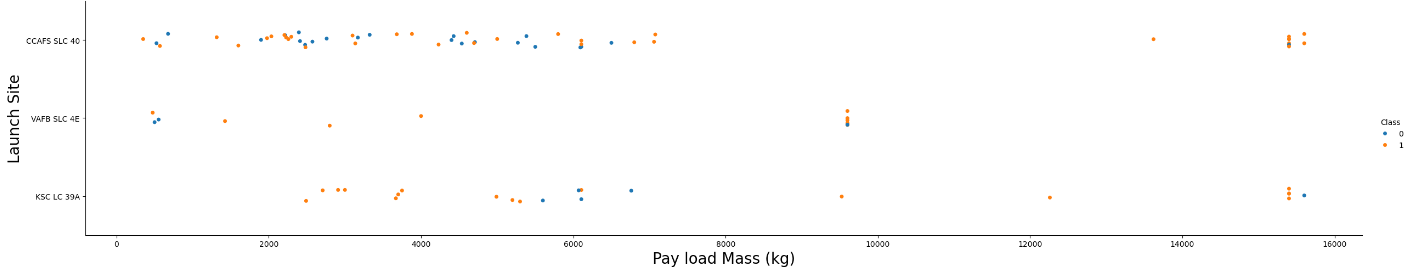 Launch Site
CCAFS SLC 40
VAFB SLC 4E
KSC LC 39A
0 2000 4000 6000 8000 10000 12000 14000 16000
Pay load Mass (kg)
Class
0
1